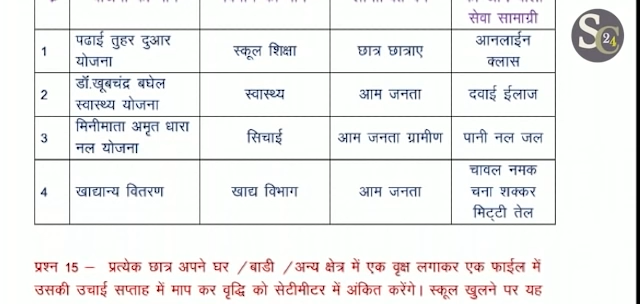 सेवा सामाग्री
S 24
1 पढाई तुहर दुआर योजना स्कूल शिक्षा छात्र छात्राए आनलाईन क्लास
2 डॉ.खूबचंद्र बघेल स्वास्थ्य योजना स्वास्थ्य आम जनता दवाई ईलाज
3 मिनीमाता अमृत धारा नल योजना सिचाई आम जनता ग्रामीण पानी नल जल
4 खाद्यान्य वितरण खाद्य विभाग आम जनता चावल नमक चना शक्कर मिट्टी तेल
प्रश्न 15 – प्रत्येक छात्र अपने घर /बाडी /अन्य क्षेत्र में एक वृक्ष लगाकर एक फाईल में
उसकी उचाई सप्ताह में माप कर वृद्धि को सेटीमीटर में अंकित करेंगे। स्कूल खुलने पर यह